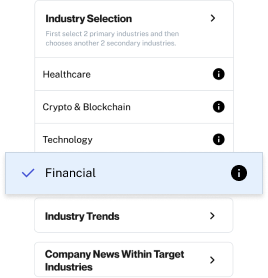 Industry Selection
First select 2 primary industries and then
chooses another 2 secondary industries.
Healthcare
Crypto & Blockchain
Technology
Financial
Industry Trends
Company News Within Target
Industries